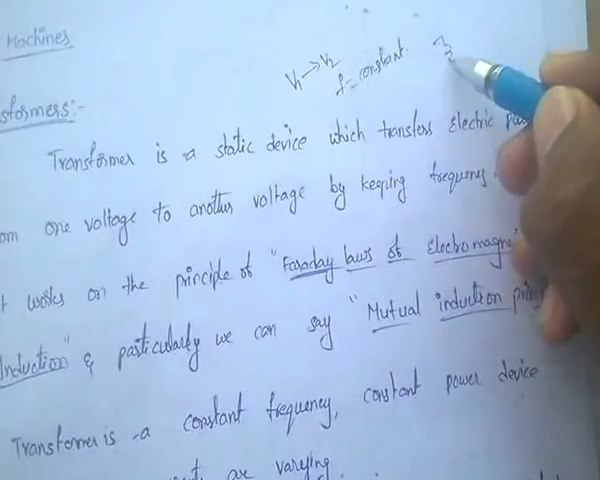 Machines
V1 → V2
f = constant.
sformers:-
Transformer is a static device which transfers Electric
om one voltage to another voltage by keeping frequency
t works on the principle of "Faraday laws of Electromagne
Induction" & particularly we can say "Mutual induction prin
Transformer is a constant frequency, constant power device
are varying.